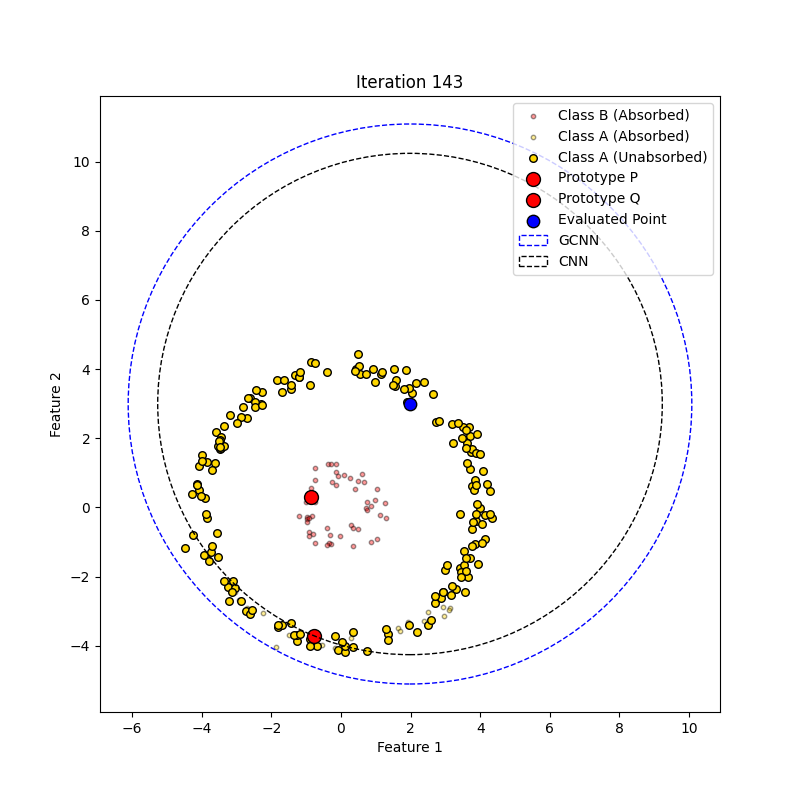 Iteration 143
Class B (Absorbed)
Class A (Absorbed)
Class A (Unabsorbed)
Prototype P
Prototype Q
Evaluated Point
GCNN
CNN
Feature 2
10
8
6
4
2
0
−2
−4
−6 −4 −2 0 2 4 6 8 10
Feature 1